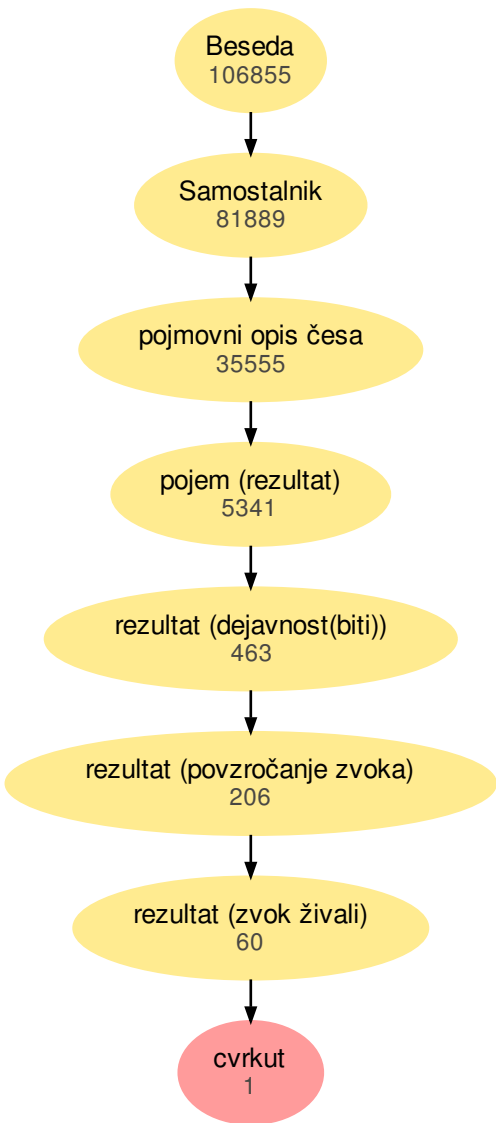 Beseda
106855
Samostalnik
81889
pojmovni opis česa
35555
pojem (rezultat)
5341
rezultat (dejavnost(biti))
463
rezultat (povzročanje zvoka)
206
rezultat (zvok živali)
60
cvrkut
1